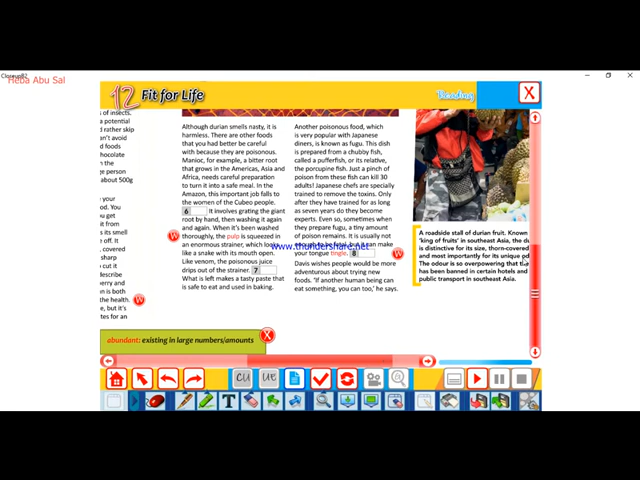 CloseupB2
Heba Abu Sal
12 Fit for Life
Reading
of insects.
a potential
rather skip
n't avoid
d foods
hocolate
n the
ge person
about 500g
your
ou get
it from
its smell
e off. It
, covered
sharp
cut it
describe
erry and
n is both
the health.
e, but it's
tes for an
Although durian smells nasty, it is
harmless. There are other foods
that you had better be careful
with because they are poisonous.
Manioc, for example, a bitter root
that grows in the Americas, Asia and
Africa, needs careful preparation
to turn it into a safe meal. In the
Amazon, this important job falls to
the women of the Cubeo people.
6 It involves grating the giant
root by hand, then washing it again
and again. When it's been washed
thoroughly, the pulp is squeezed in
an enormous strainer, which looks
like a snake with its mouth open.
Like venom, the poisonous juice
drips out of the strainer. 7
What is left makes a tasty paste that
is safe to eat and used in baking.
Another poisonous food, which
is very popular with Japanese
diners, is known as fugu. This dish
is prepared from a chubby fish,
called a pufferfish, or its relative,
the porcupine fish. Just a pinch of
poison from these fish can kill 30
adults! Japanese chefs are specially
trained to remove the toxins. Only
after they have trained for as long
as seven years do they become
experts. Even so, sometimes when
they prepare fugu, a tiny amount
of poison remains. It is usually not
enough to be fatal, but it can make
your tongue tingle. 8
Davis wishes people would be more
adventurous about trying new
foods. 'If another human being can
eat something, you can too,' he says.
www.thundershare.net
A roadside stall of durian fruit. Known
'king of fruits' in southeast Asia, the du
is distinctive for its size, thorn-covered
and most importantly for its unique od
The odour is so overpowering that the
has been banned in certain hotels and
public transport in southeast Asia.
W
W
W
abundant: existing in large numbers/amounts
X
X
CU
UE
T